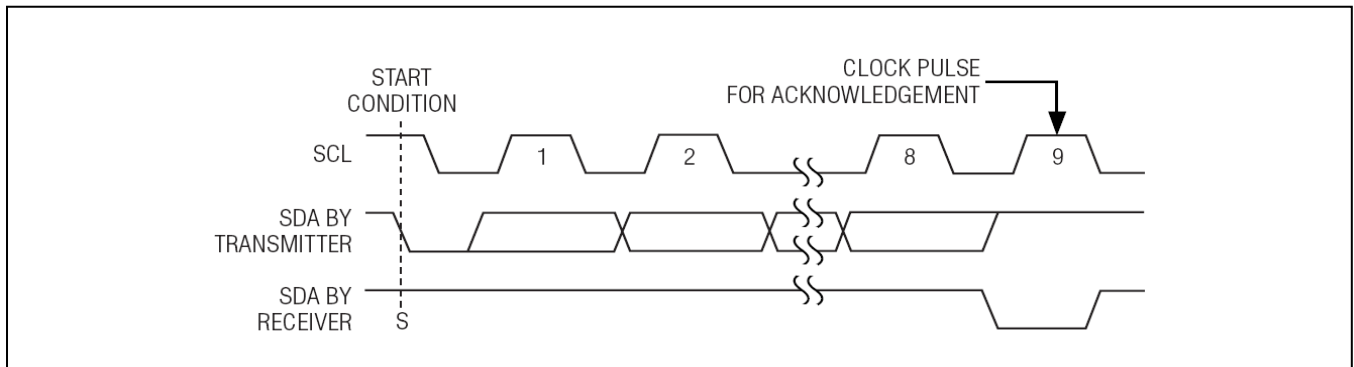 START
CONDITION
CLOCK PULSE
FOR ACKNOWLEDGEMENT
SCL
1
2
8
9
SDA BY
TRANSMITTER
SDA BY
RECEIVER
S